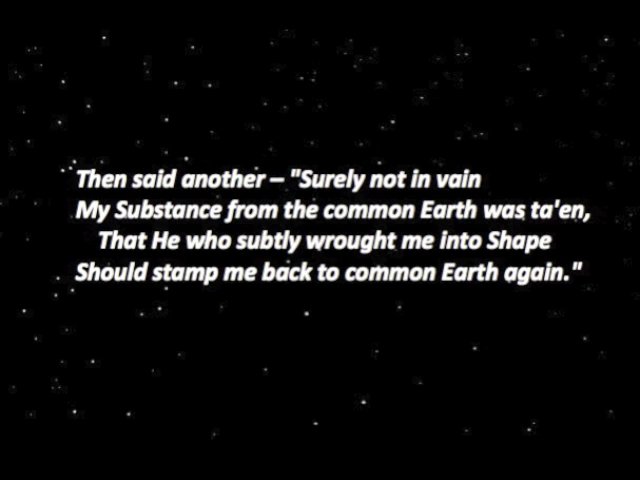 Then said another – "Surely not in vain
My Substance from the common Earth was ta'en,
That He who subtly wrought me into Shape
Should stamp me back to common Earth again."